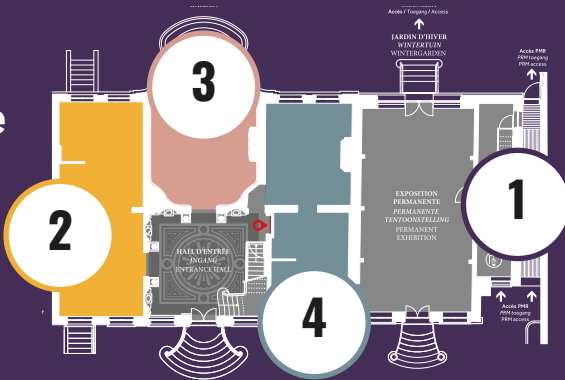 Accès / Toegang / Access
JARDIN D'HIVER
WINTERTUIN
WINTERGARDEN
Accès PMR
PRM toegang
PRM access
3
e
1
EXPOSITION
PERMANENTE
PERMANENTE
TENTOONSTELLING
PERMANENT
EXHIBITION
2
HALL D'ENTRÉE
INGANG
ENTRANCE HALL
4
Accès PMR
PRM toegang
PRM access